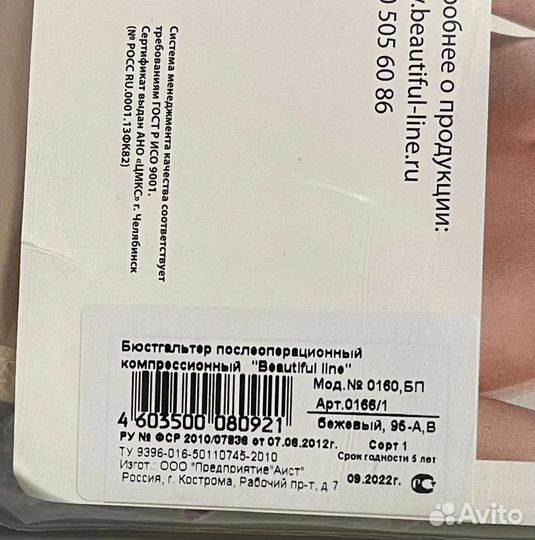 робнее о продукции:
.beautiful-line.ru
0 505 60 86
Система менеджмента качества соответствует
требованиям ГОСТ Р ИСО 9001.
Сертификат выдан АНО «ЦМКС» г. Челябинск
(№ РОСС RU.0001.13ФК82)
Бюстгальтер послеоперационный
компрессионный "Beautiful line"
Мод.№ 0160,БП
Арт.0166/1
бежевый, 95-А,В
4 603500 080921
РУ № ФСР 2010/07836 от 07.06.2012г. Сорт 1
ТУ 9396-016-50110745-2010 Срок годности 5 лет
Изгот.: ООО "Предприятие"Аист"
Россия, г. Кострома, Рабочий пр-т, д 7 09.2022г. РСТ
Avito